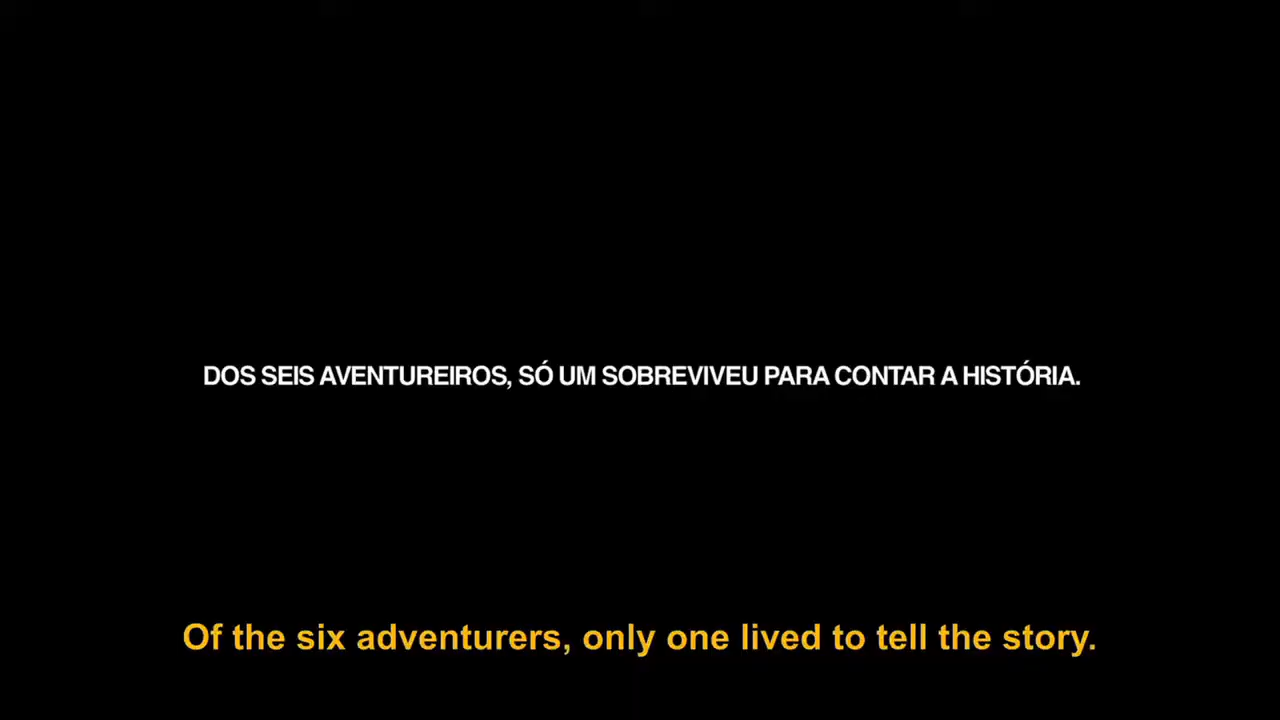 DOS SEIS AVENTUREIROS, SÓ UM SOBREVIVEU PARA CONTAR A HISTÓRIA.
Of the six adventurers, only one lived to tell the story.